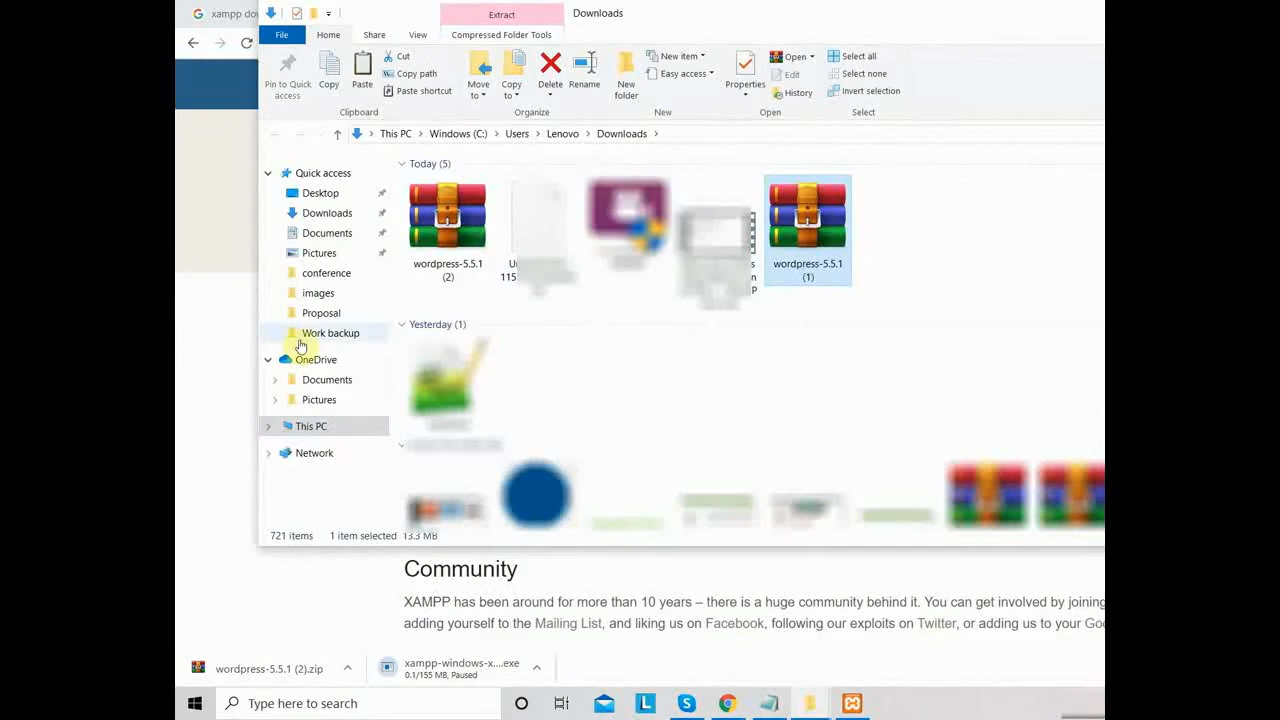 xampp do
Extract
Downloads
File
Home
Share
View
Compressed Folder Tools
Pin to Quick access
Copy
Paste
Cut
Copy path
Paste shortcut
Clipboard
Move to
Copy to
Delete
Rename
Organize
New folder
New item
Easy access
New
Properties
Open
Edit
History
Open
Select all
Select none
Invert selection
Select
This PC
Windows (C:)
Users
Lenovo
Downloads
Quick access
Desktop
Downloads
Documents
Pictures
conference
images
Proposal
Work backup
OneDrive
Documents
Pictures
This PC
Network
Today (5)
wordpress-5.5.1
(2)
115
wordpress-5.5.1
(1)
Yesterday (1)
721 items
1 item selected
13.3 MB
Community
XAMPP has been around for more than 10 years – there is a huge community behind it. You can get involved by joining
adding yourself to the Mailing List, and liking us on Facebook, following our exploits on Twitter, or adding us to your Go
wordpress-5.5.1 (2).zip
xampp-windows-x....exe
0.1/155 MB, Paused
Type here to search